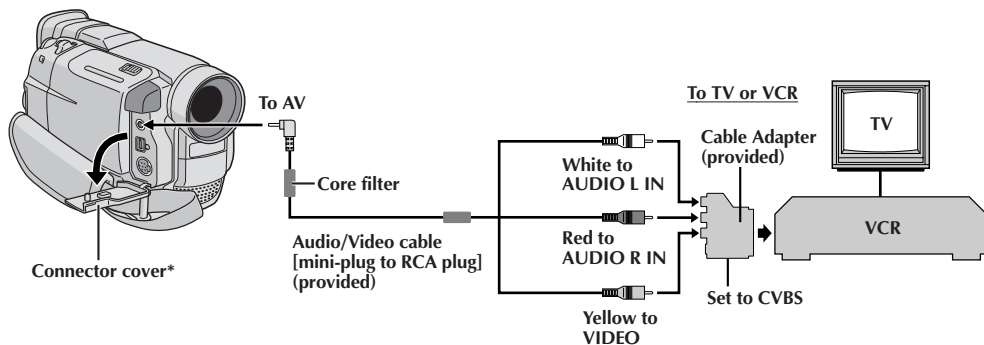 To AV
Core filter
Connector cover*
Audio/Video cable
[mini-plug to RCA plug]
(provided)
White to
AUDIO L IN
Red to
AUDIO R IN
Yellow to
VIDEO
To TV or VCR
Cable Adapter
(provided)
Set to CVBS
TV
VCR